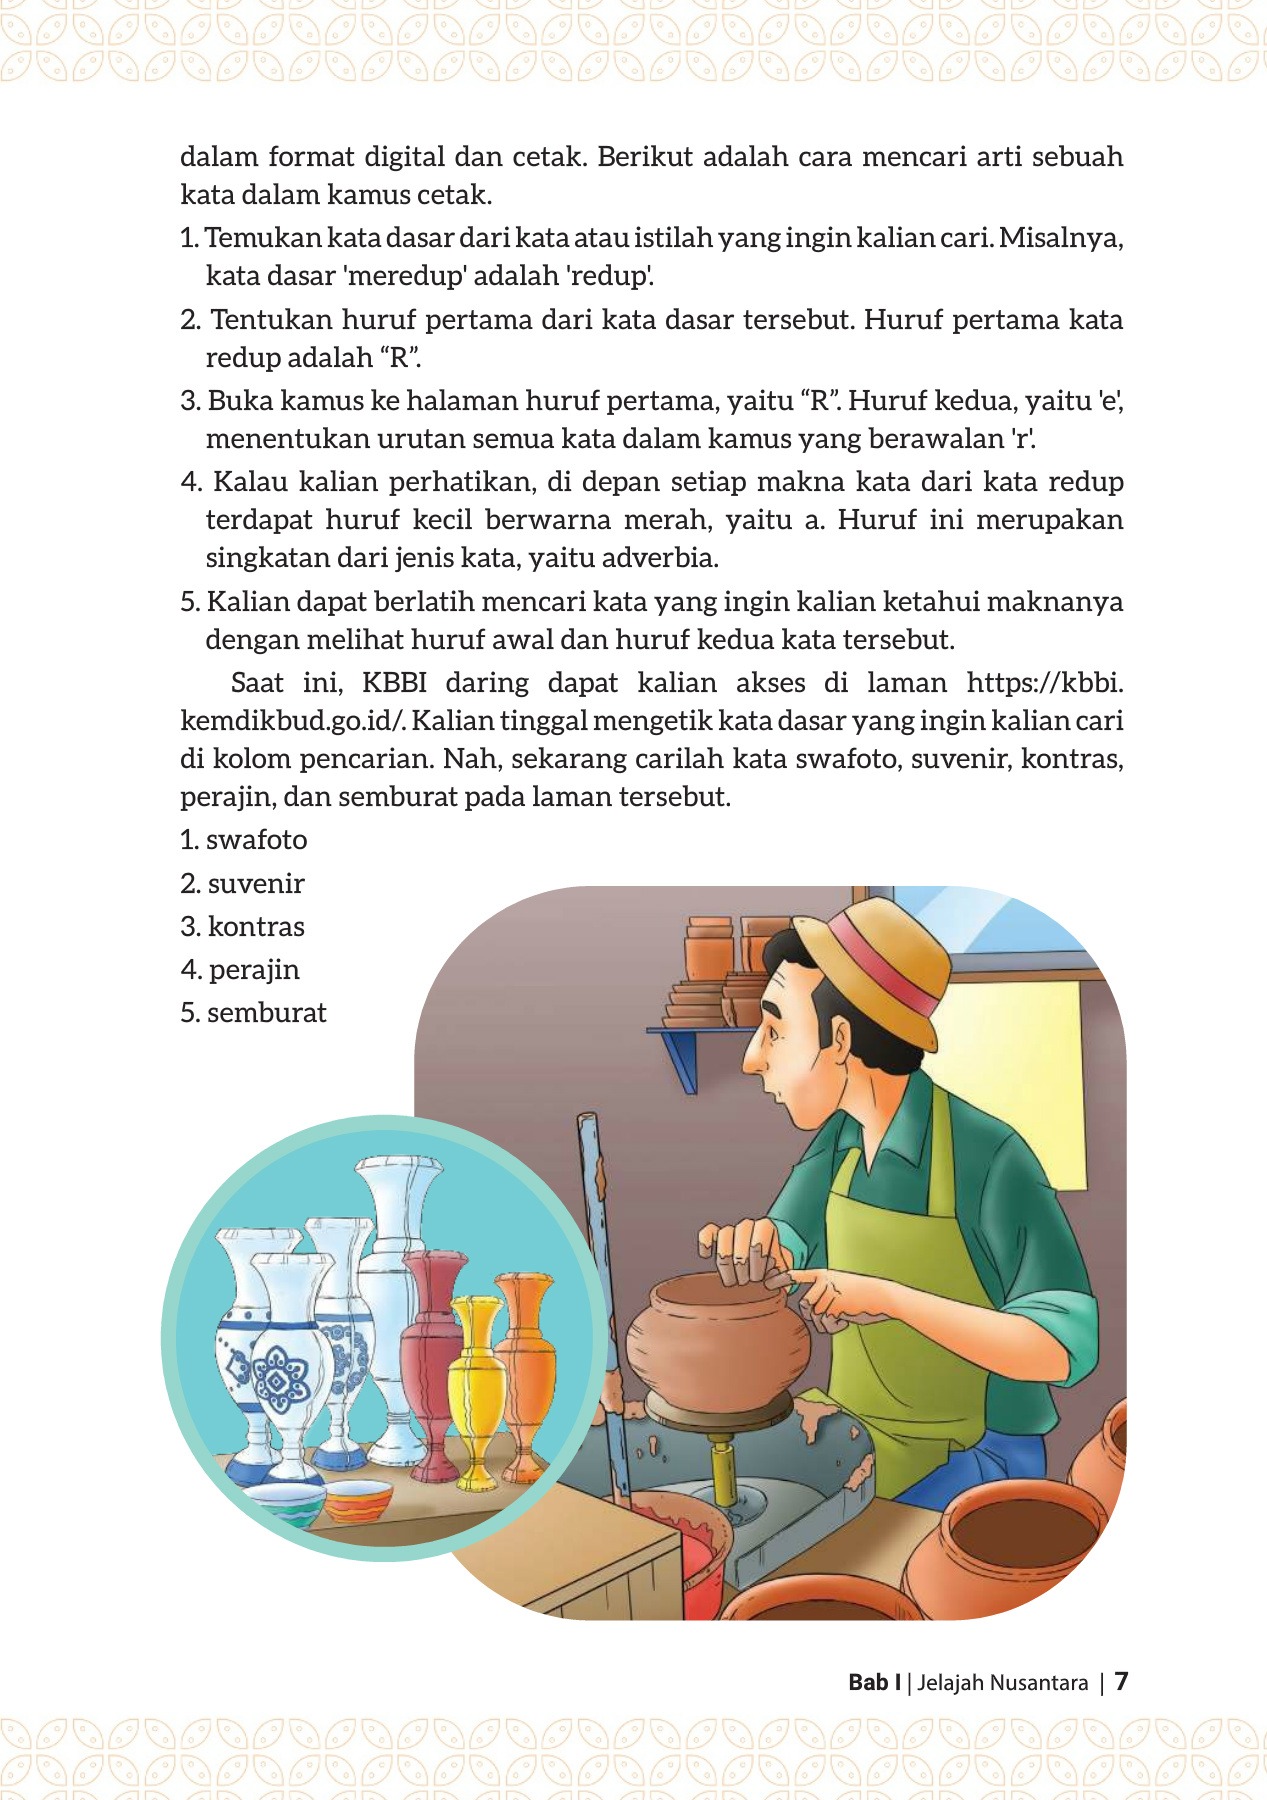 dalam format digital dan cetak. Berikut adalah cara mencari arti sebuah
kata dalam kamus cetak.
1. Temukan kata dasar dari kata atau istilah yang ingin kalian cari. Misalnya,
kata dasar 'meredup' adalah 'redup'.
2. Tentukan huruf pertama dari kata dasar tersebut. Huruf pertama kata
redup adalah “R”.
3. Buka kamus ke halaman huruf pertama, yaitu “R”. Huruf kedua, yaitu 'e',
menentukan urutan semua kata dalam kamus yang berawalan 'r'.
4. Kalau kalian perhatikan, di depan setiap makna kata dari kata redup
terdapat huruf kecil berwarna merah, yaitu a. Huruf ini merupakan
singkatan dari jenis kata, yaitu adverbia.
5. Kalian dapat berlatih mencari kata yang ingin kalian ketahui maknanya
dengan melihat huruf awal dan huruf kedua kata tersebut.
Saat ini, KBBI daring dapat kalian akses di laman https://kbbi.
kemdikbud.go.id/. Kalian tinggal mengetik kata dasar yang ingin kalian cari
di kolom pencarian. Nah, sekarang carilah kata swafoto, suvenir, kontras,
perajin, dan semburat pada laman tersebut.
1. swafoto
2. suvenir
3. kontras
4. perajin
5. semburat
Bab I | Jelajah Nusantara | 7